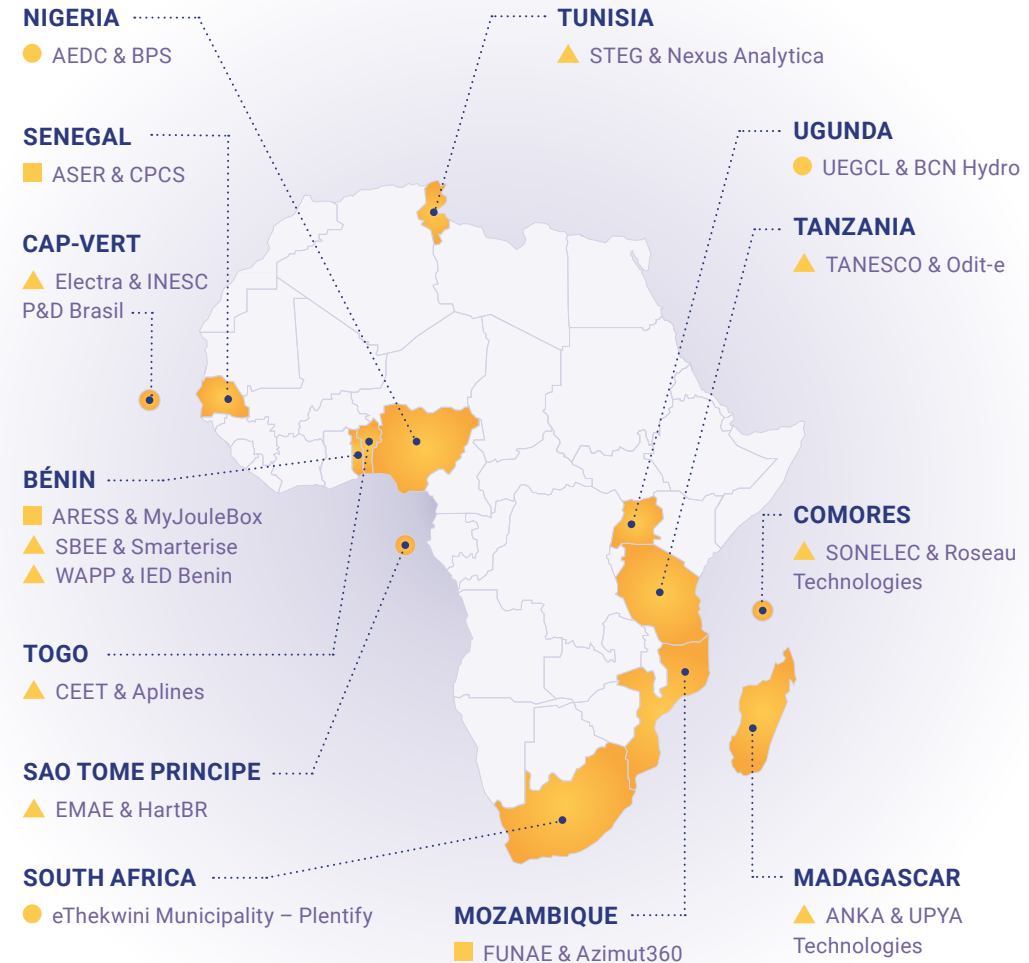 NIGERIA
AEDC & BPS
TUNISIA
STEG & Nexus Analytica
SENEGAL
ASER & CPCS
UGUNDA
UEGCL & BCN Hydro
CAP-VERT
Electra & INESC
P&D Brasil
TANZANIA
TANESCO & Odit-e
BÉNIN
ARESS & MyJouleBox
SBEE & Smarterise
WAPP & IED Benin
COMORES
SONELEC & Roseau
Technologies
TOGO
CEET & Aplines
SAO TOME PRINCIPE
EMAE & HartBR
SOUTH AFRICA
eThekwini Municipality – Plentify
MOZAMBIQUE
FUNAE & Azimut360
MADAGASCAR
ANKA & UPYA
Technologies